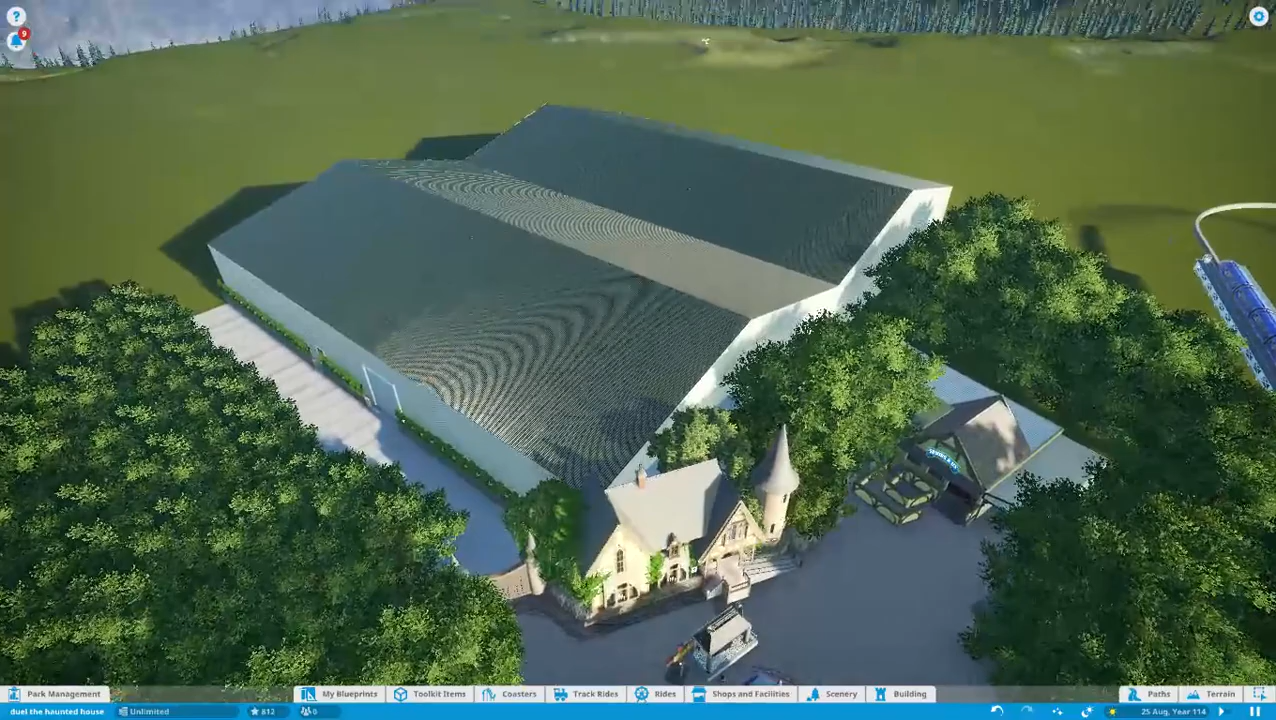 ?
9
Park Management
My Blueprints
Toolkit Items
Coasters
Track Rides
Rides
Shops and Facilities
Scenery
Building
Paths
Terrain
duel the haunted house
Unlimited
812
0
25 Aug, Year 114